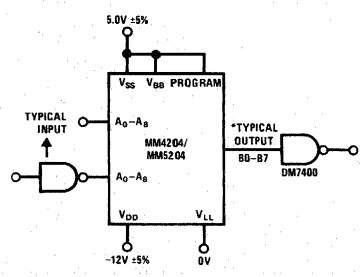 5.0V ±5%
VSS VBB PROGRAM
TYPICAL
INPUT
A0–A8
MM4204/
MM5204
*TYPICAL
OUTPUT
B0–B7
DM7400
A0–A8
VDD VLL
–12V ±5% 0V